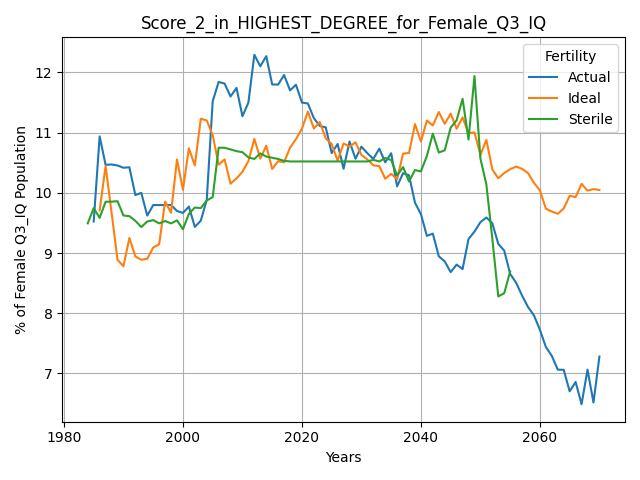 Score_2_in_HIGHEST_DEGREE_for_Female_Q3_IQ
Fertility
Actual
Ideal
Sterile
% of Female Q3_IQ Population
12
11
10
9
8
7
1980
2000
2020
2040
2060
Years